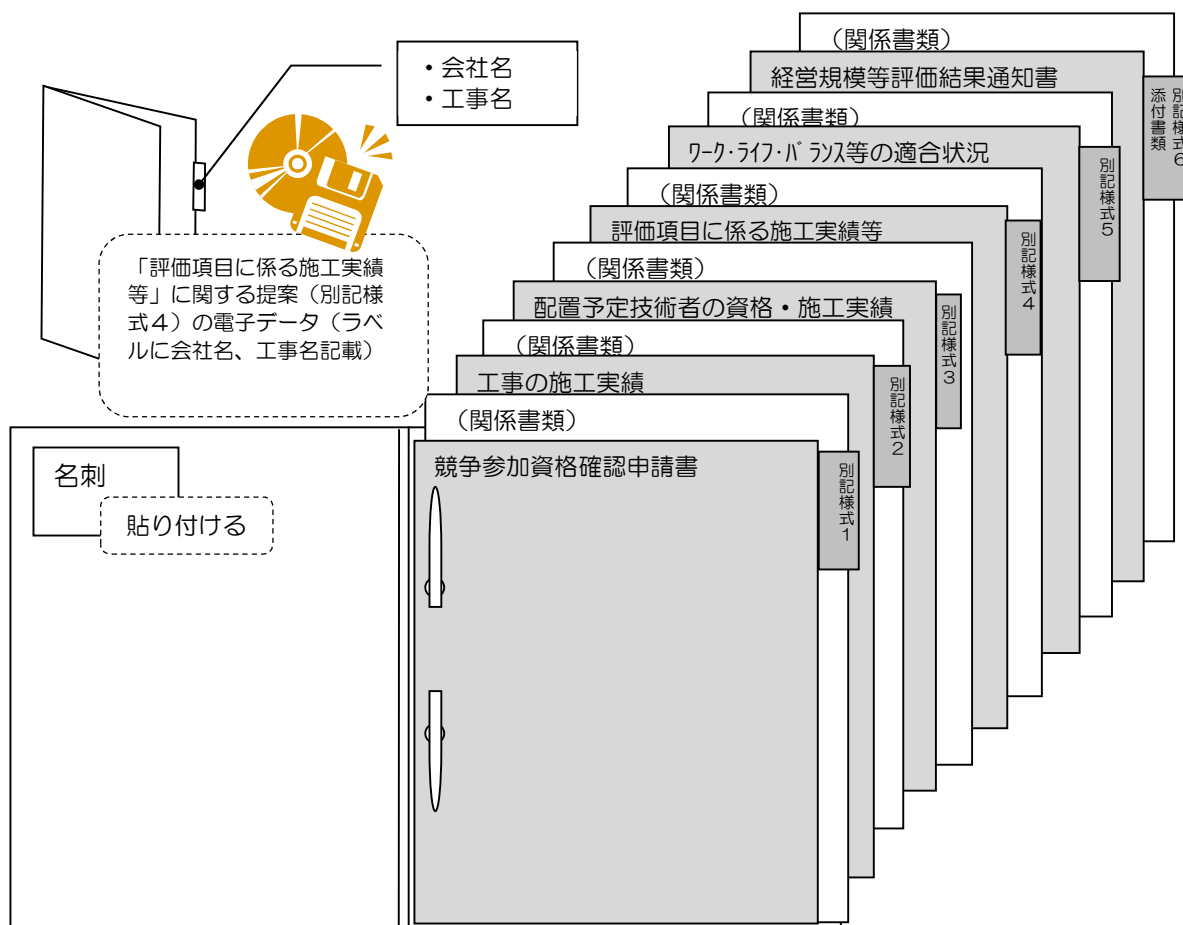 ・会社名
・工事名
「評価項目に係る施工実績
等」に関する提案（別記様
式４）の電子データ（ラベ
ルに会社名、工事名記載）
名刺
貼り付ける
（関係書類）
経営規模等評価結果通知書
別記様式６
添付書類
（関係書類）
ﾜｰｸ･ﾗｲﾌ･ﾊﾞﾗﾝｽ等の適合状況
別記様式５
（関係書類）
評価項目に係る施工実績等
別記様式４
（関係書類）
配置予定技術者の資格・施工実績
別記様式３
（関係書類）
工事の施工実績
別記様式２
（関係書類）
競争参加資格確認申請書
別記様式１